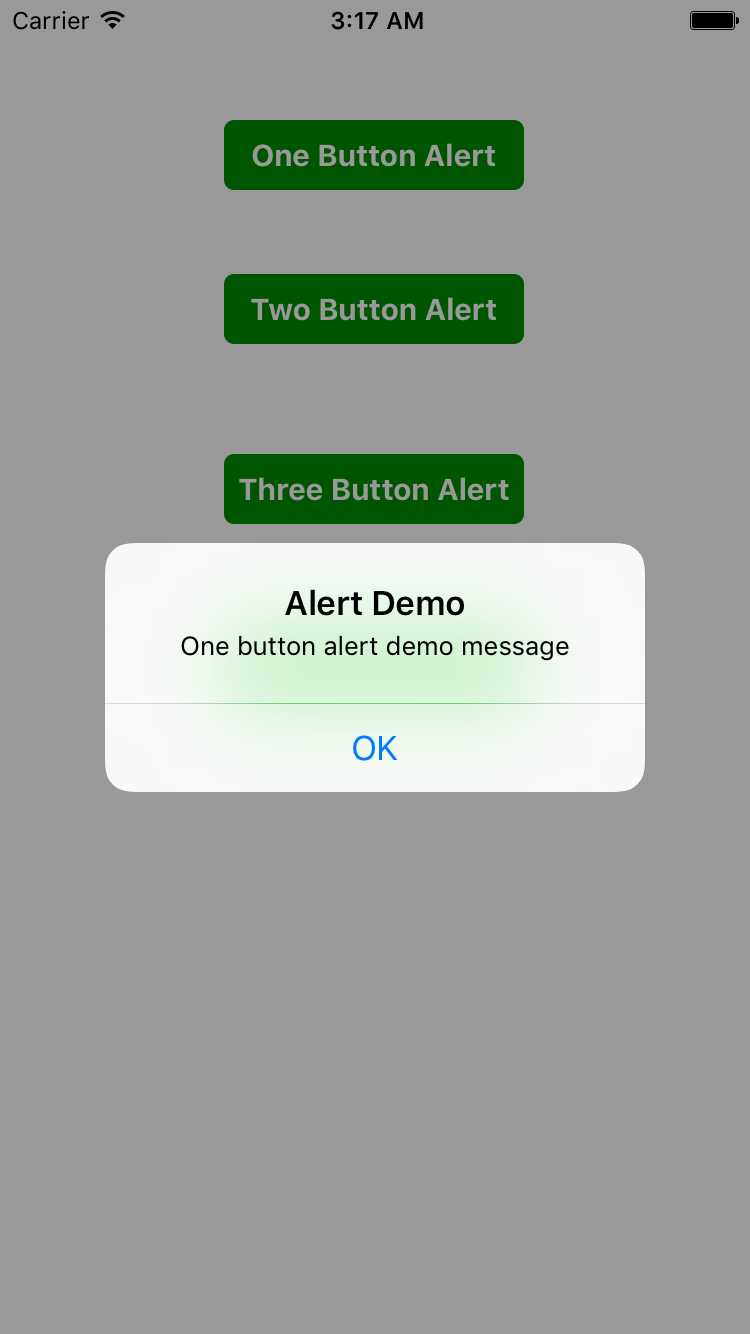 Carrier 3:17 AM
One Button Alert
Two Button Alert
Three Button Alert
Alert Demo
One button alert demo message
OK